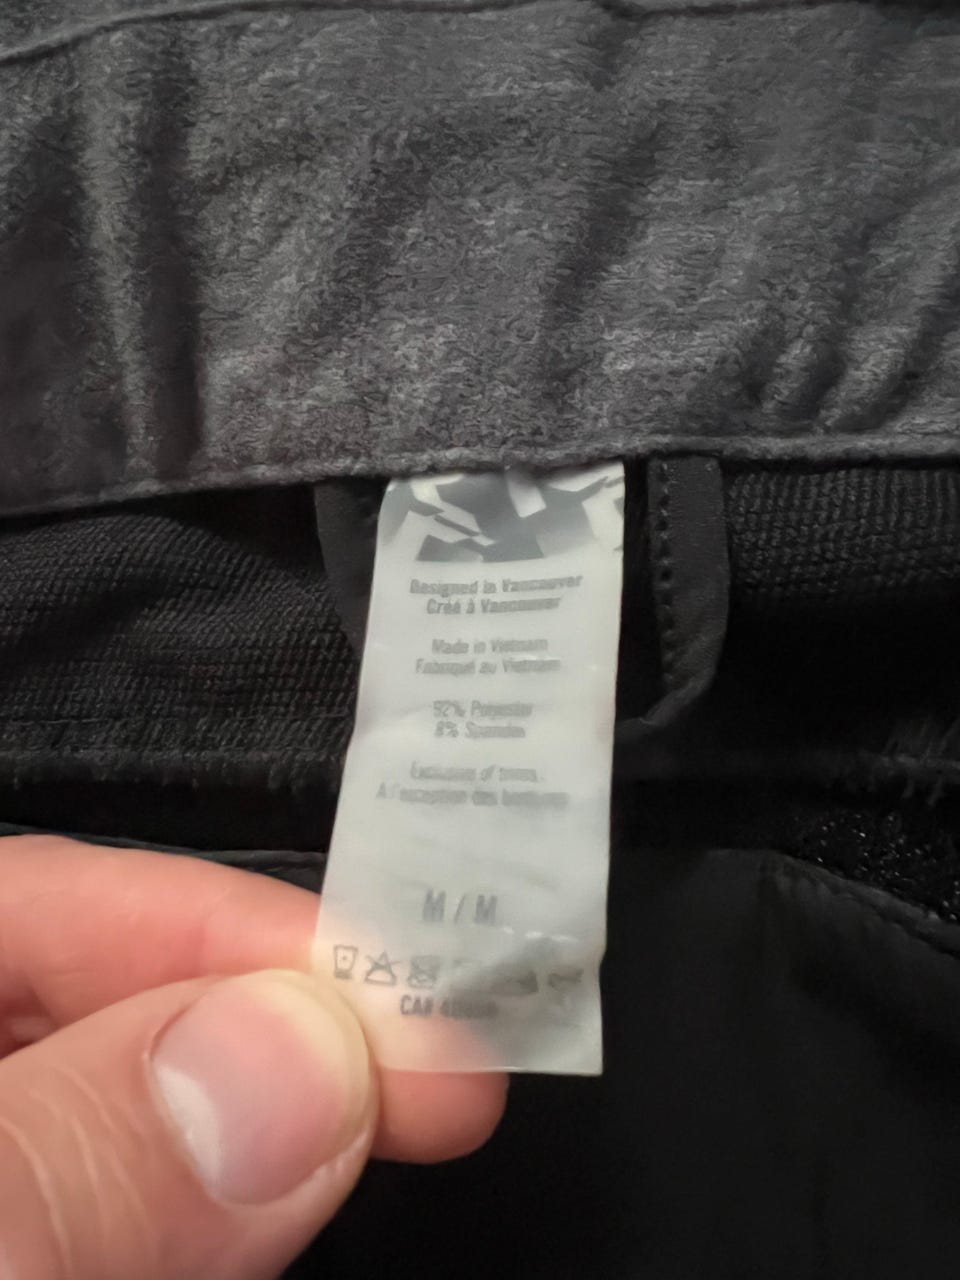 Designed in Vancouver
Créé à Vancouver
Made in Vietnam
Fabriqué au Vietnam
92% Polyester
8% Spandex
Exclusive of trims
A l'exception des bordures
M / M
CA#